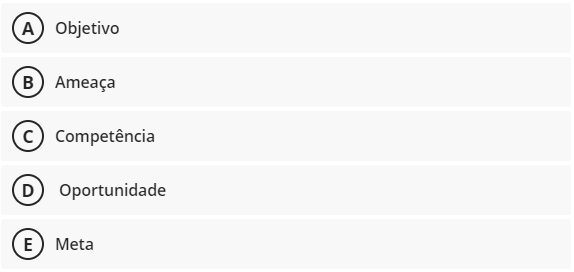 A Objetivo
B Ameaça
C Competência
D Oportunidade
E Meta